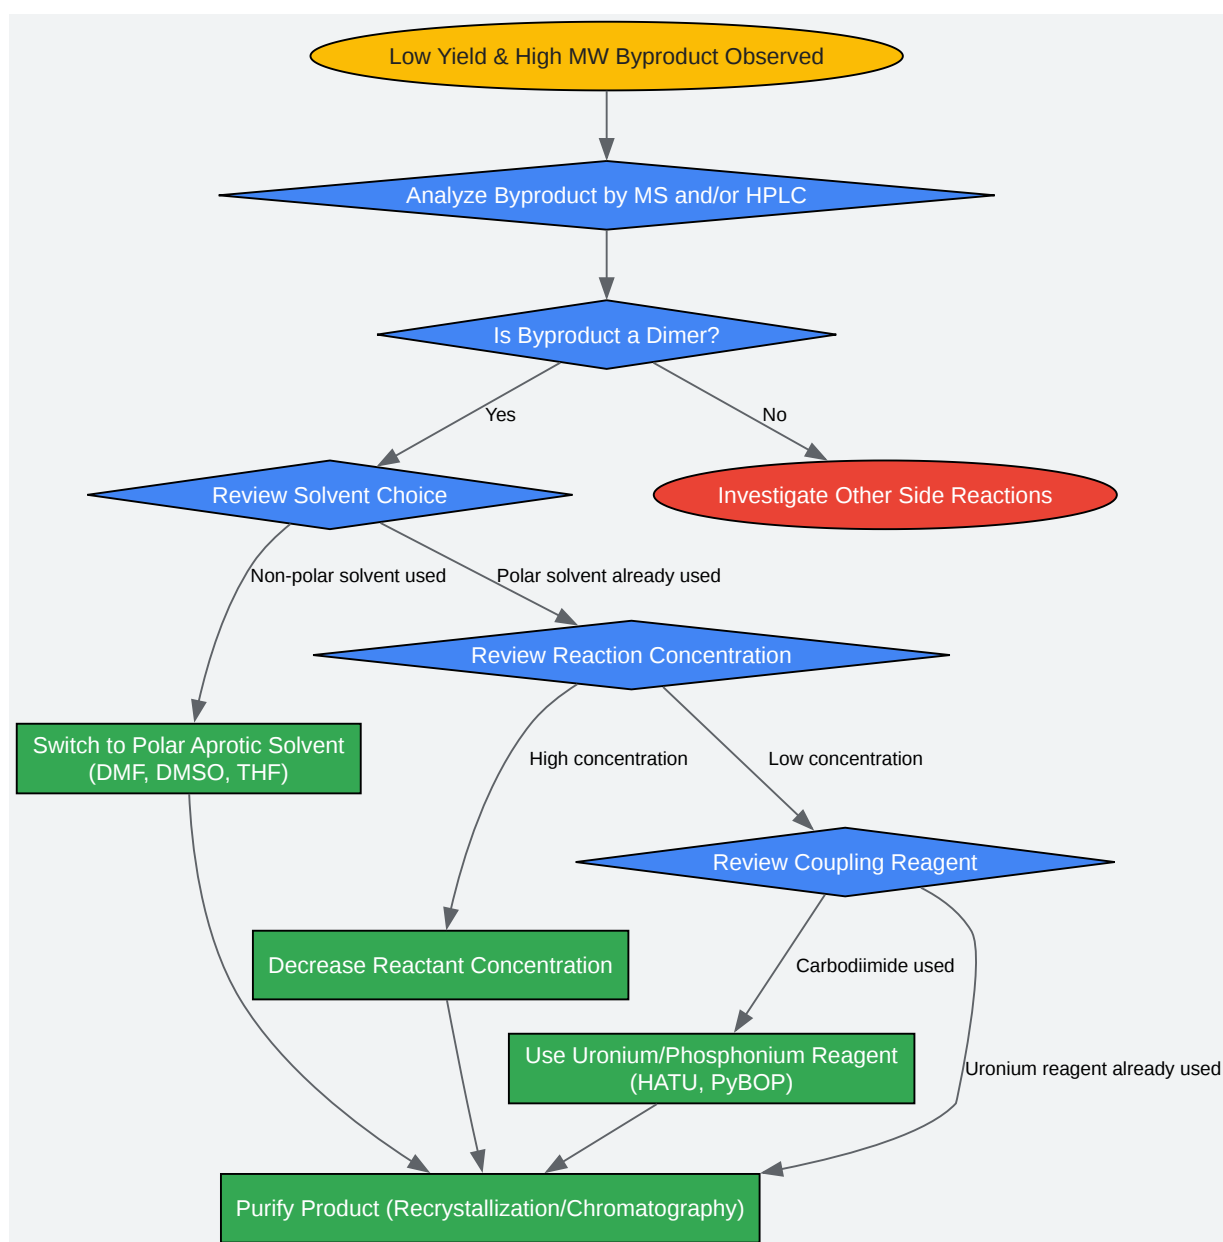 Low Yield & High MW Byproduct Observed
Analyze Byproduct by MS and/or HPLC
Is Byproduct a Dimer?
Yes
No
Review Solvent Choice
Investigate Other Side Reactions
Non-polar solvent used
Polar solvent already used
Review Reaction Concentration
Switch to Polar Aprotic Solvent
(DMF, DMSO, THF)
High concentration
Low concentration
Review Coupling Reagent
Decrease Reactant Concentration
Carbodiimide used
Use Uronium/Phosphonium Reagent
(HATU, PyBOP)
Uronium reagent already used
Purify Product (Recrystallization/Chromatography)